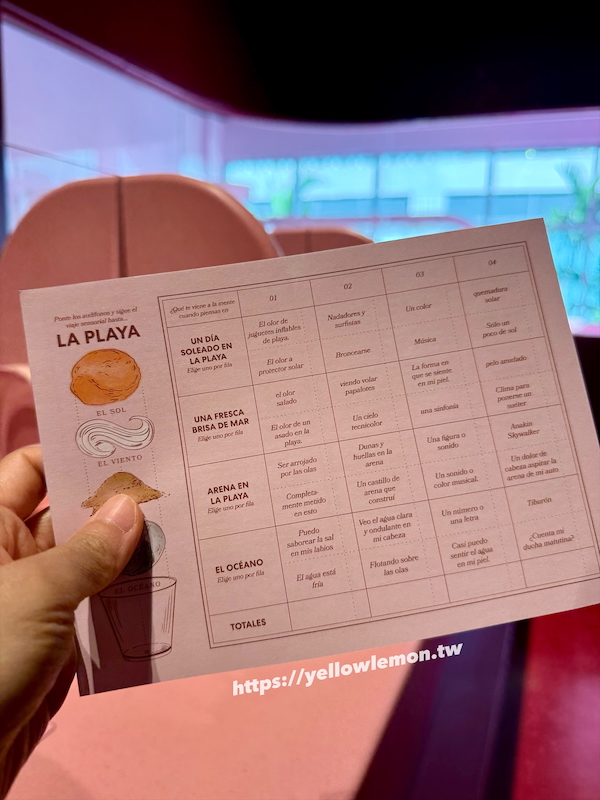 Ponte los audífonos y sigue el
viaje sensorial hasta...
LA PLAYA
EL SOL
EL VIENTO
EL OCÉANO
¿Qué te viene a la mente
cuando piensas en
01
02
03
04
UN DÍA
SOLEADO EN
LA PLAYA
Elige uno por fila
El olor de
juguetes inflables
de playa.
Nadadores y
surfistas
Un color
quemadura
solar
El olor a
protector solar
Broncearse
Música
Sólo un
poco de sol
UNA FRESCA
BRISA DE MAR
Elige uno por fila
el olor
salado
viendo volar
papalotes
La forma en
que se siente
en mi piel.
pelo enredado
El olor de un
asado en la
playa.
Un cielo
tecnicolor
una sinfonía
Clima para
ponerse un
suéter
ARENA EN
LA PLAYA
Elige uno por fila
Ser arrojado
por las olas
Dunas y
huellas en la
arena
Una figura o
sonido
Anakin
Skywalker
Completa-
mente metido
en esto
Un castillo de
arena que
construí
Un sonido o
color musical.
Un dolor de
cabeza aspirar la
arena de mi auto
EL OCÉANO
Elige uno por fila
Puedo
saborear la sal
en mis labios
Veo el agua clara
y ondulante en
mi cabeza
Un número o
una letra
Tiburón
El agua está
fría
Flotando sobre
las olas
Casi puedo
sentir el agua
en mi piel.
¿Cuenta mi
ducha matutina?
TOTALES
https://yellowlemon.tw